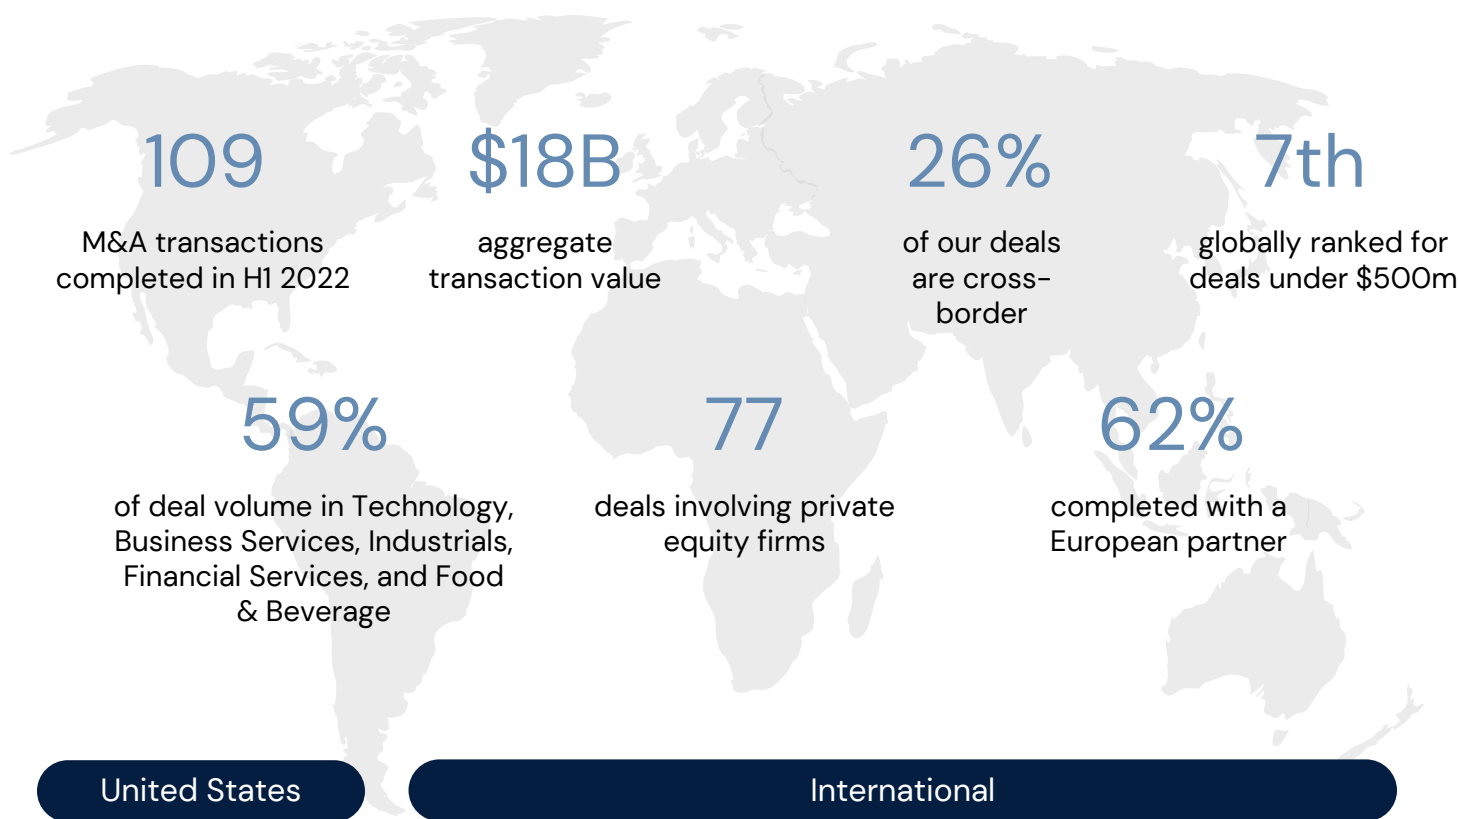 109
M&A transactions
completed in H1 2022
$18B
aggregate
transaction value
26%
of our deals
are cross-
border
7th
globally ranked for
deals under $500m
59%
of deal volume in Technology,
Business Services, Industrials,
Financial Services, and Food
& Beverage
77
deals involving private
equity firms
62%
completed with a
European partner
United States
International